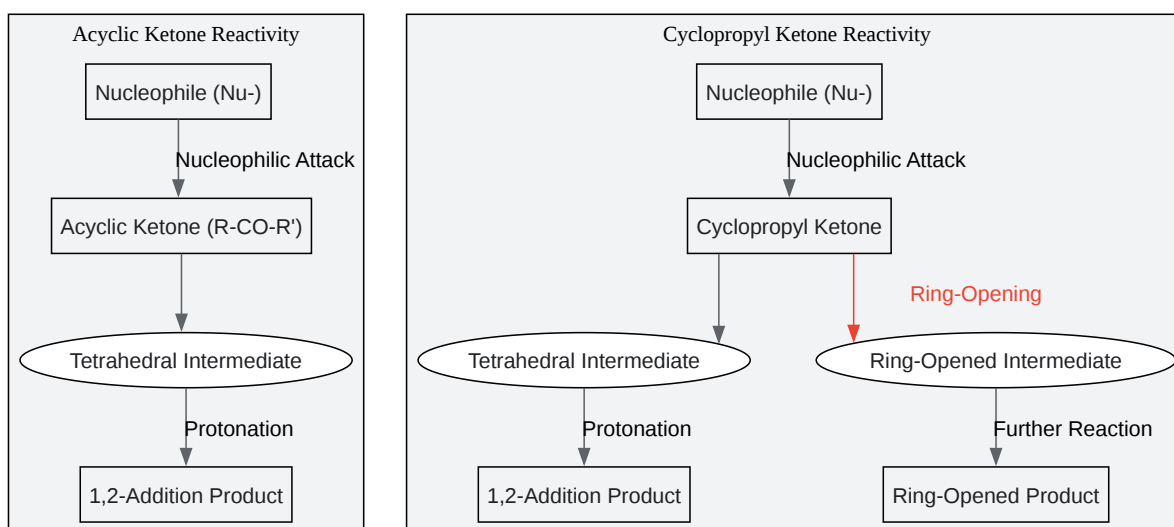 Acyclic Ketone Reactivity
Nucleophile (Nu-)
Nucleophilic Attack
Acyclic Ketone (R-CO-R')
Tetrahedral Intermediate
Protonation
1,2-Addition Product
Cyclopropyl Ketone Reactivity
Nucleophile (Nu-)
Nucleophilic Attack
Cyclopropyl Ketone
Ring-Opening
Tetrahedral Intermediate
Ring-Opened Intermediate
Protonation
Further Reaction
1,2-Addition Product
Ring-Opened Product